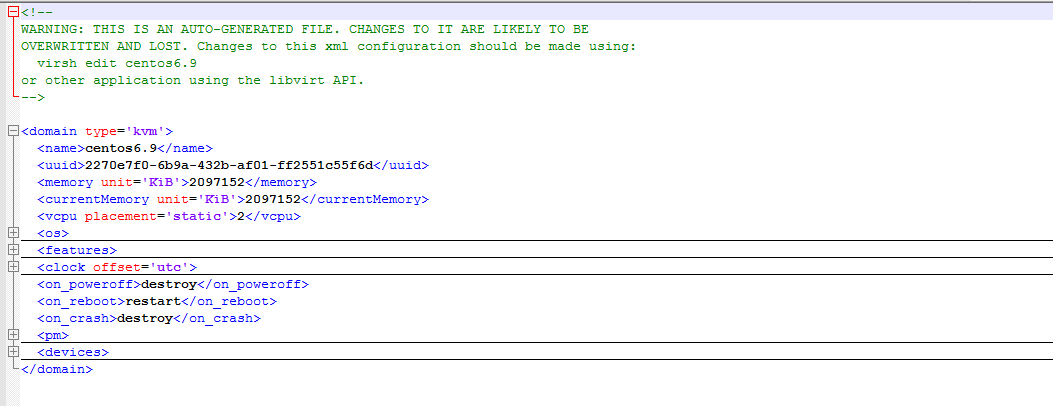 <!--
WARNING: THIS IS AN AUTO-GENERATED FILE. CHANGES TO IT ARE LIKELY TO BE
OVERWRITTEN AND LOST. Changes to this xml configuration should be made using:
  virsh edit centos6.9
or other application using the libvirt API.
-->

<domain type='kvm'>
  <name>centos6.9</name>
  <uuid>2270e7f0-6b9a-432b-af01-ff2551c55f6d</uuid>
  <memory unit='KiB'>2097152</memory>
  <currentMemory unit='KiB'>2097152</currentMemory>
  <vcpu placement='static'>2</vcpu>
  <os>
  <features>
  <clock offset='utc'>
  <on_poweroff>destroy</on_poweroff>
  <on_reboot>restart</on_reboot>
  <on_crash>destroy</on_crash>
  <pm>
  <devices>
</domain>